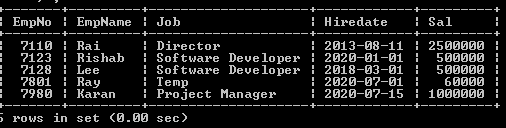 | EmpNo | EmpName | Job | Hiredate | Sal |
| 7110 | Rai | Director | 2013-08-11 | 2500000 |
| 7123 | Rishab | Software Developer | 2020-01-01 | 500000 |
| 7128 | Lee | Software Developer | 2018-03-01 | 500000 |
| 7801 | Ray | Temp | 2020-07-01 | 60000 |
| 7980 | Karan | Project Manager | 2020-07-15 | 1000000 |
5 rows in set (0.00 sec)